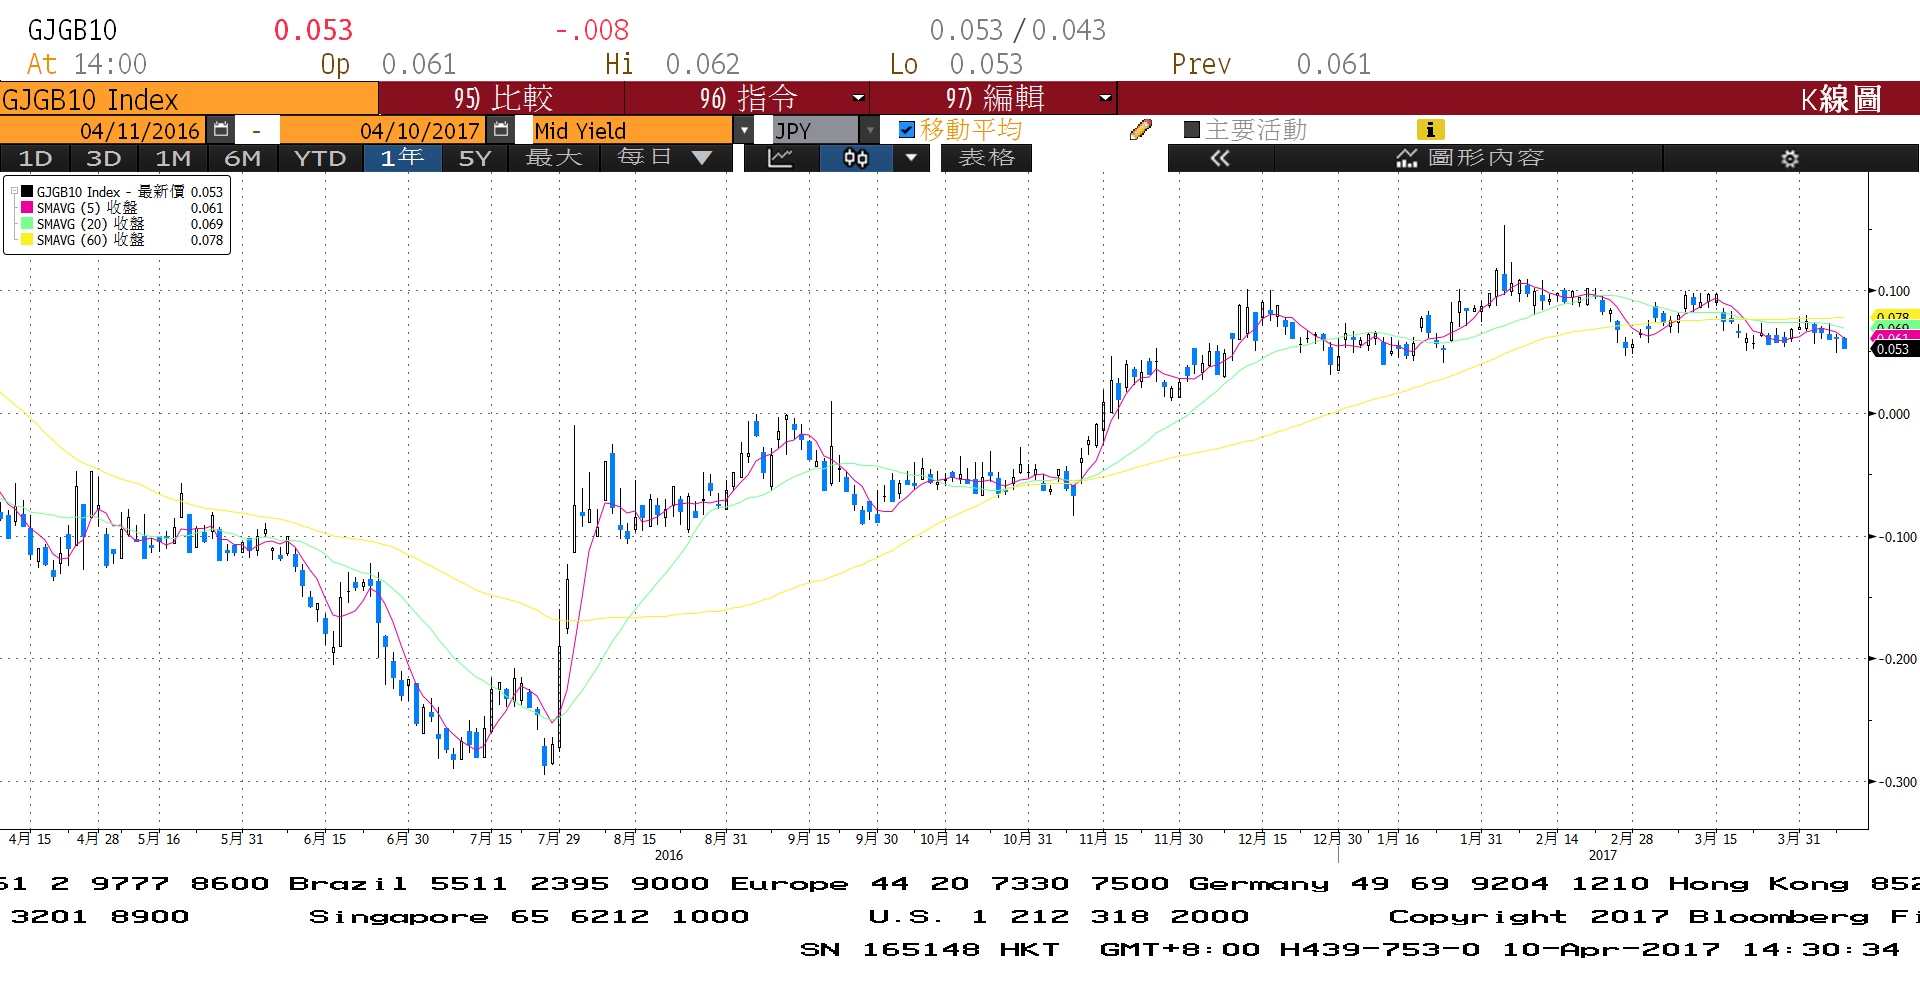 GJGB10 0.053 -.008 0.053 / 0.043
At 14:00 Op 0.061 Hi 0.062 Lo 0.053 Prev 0.061
GJGB10 Index 95) 比較 96) 指令 97) 編輯 K線圖
04/11/2016 - 04/10/2017 Mid Yield JPY 移動平均 主要活動
1D 3D 1M 6M YTD 1年 5Y 最大 每日 表格 圖形內容
GJGB10 Index - 最新價 0.053
SMAVG (5) 收盤 0.061
SMAVG (20) 收盤 0.069
SMAVG (60) 收盤 0.078
0.100
0.078
0.069
0.061
0.053
0.000
-0.100
-0.200
-0.300
4月 15 4月 28 5月 16 5月 31 6月 15 6月 30 7月 15 7月 29 8月 15 8月 31 9月 15 9月 30 10月 14 10月 31 11月 15 11月 30 12月 15 12月 30 1月 16 1月 31 2月 14 2月 28 3月 15 3月 31
2016 2017
61 2 9777 8600 Brazil 5511 2395 9000 Europe 44 20 7330 7500 Germany 49 69 9204 1210 Hong Kong 852
3201 8900 Singapore 65 6212 1000 U.S. 1 212 318 2000 Copyright 2017 Bloomberg Fi
SN 165148 HKT GMT+8:00 H439-753-0 10-Apr-2017 14:30:34